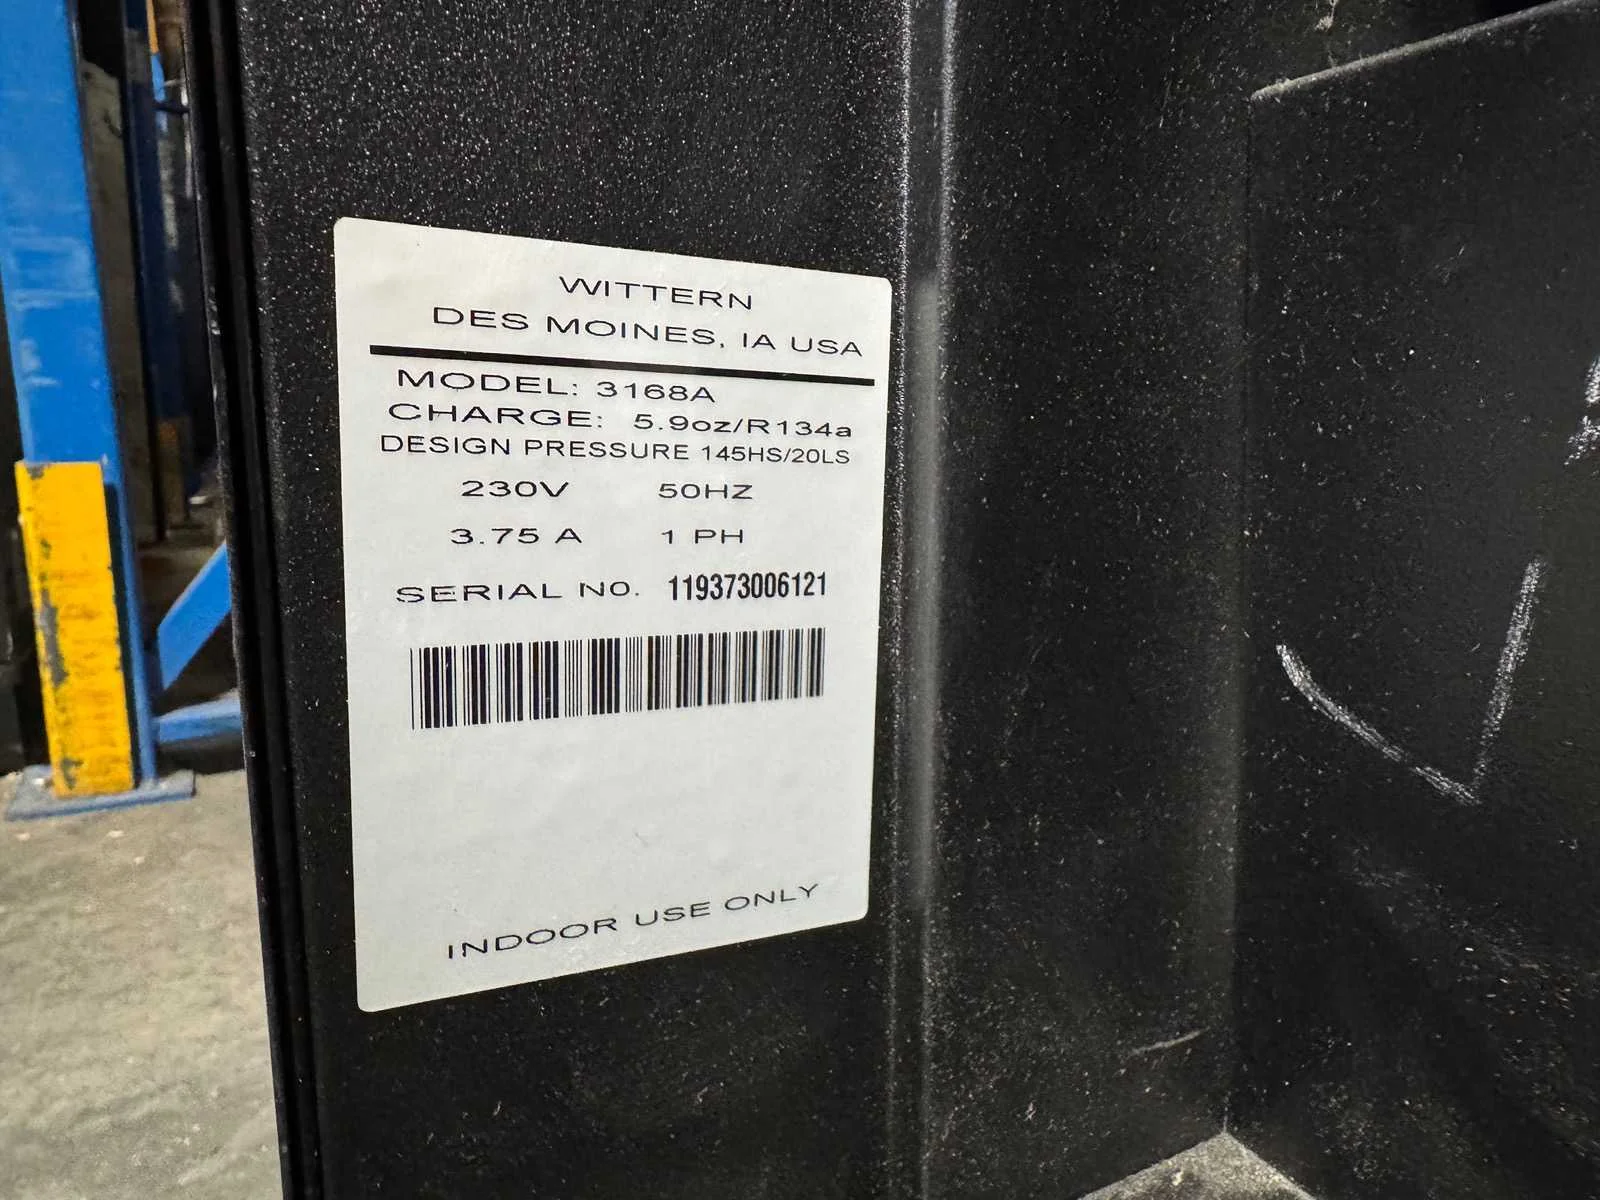 WITTERN
DES MOINES, IA USA
MODEL: 3168A
CHARGE: 5.9oz/R134a
DESIGN PRESSURE 145HS/20LS
230V 50HZ
3.75 A 1 PH
SERIAL NO. 119373006121
INDOOR USE ONLY